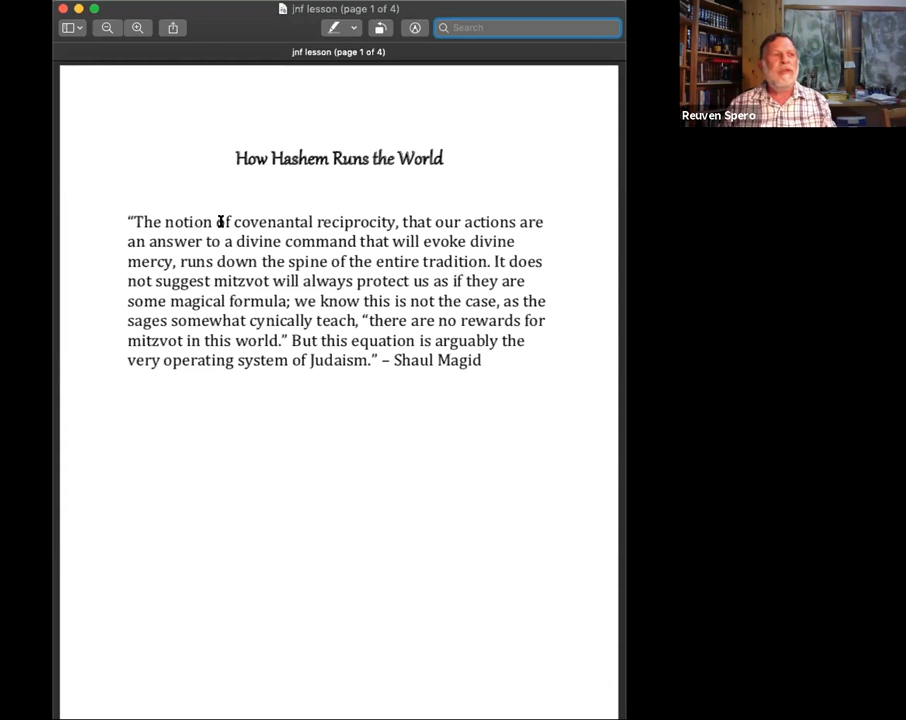 jnf lesson (page 1 of 4)
Search
jnf lesson (page 1 of 4)
Reuven Spero
How Hashem Runs the World
“The notion of covenantal reciprocity, that our actions are
an answer to a divine command that will evoke divine
mercy, runs down the spine of the entire tradition. It does
not suggest mitzvot will always protect us as if they are
some magical formula; we know this is not the case, as the
sages somewhat cynically teach, “there are no rewards for
mitzvot in this world.” But this equation is arguably the
very operating system of Judaism.” – Shaul Magid